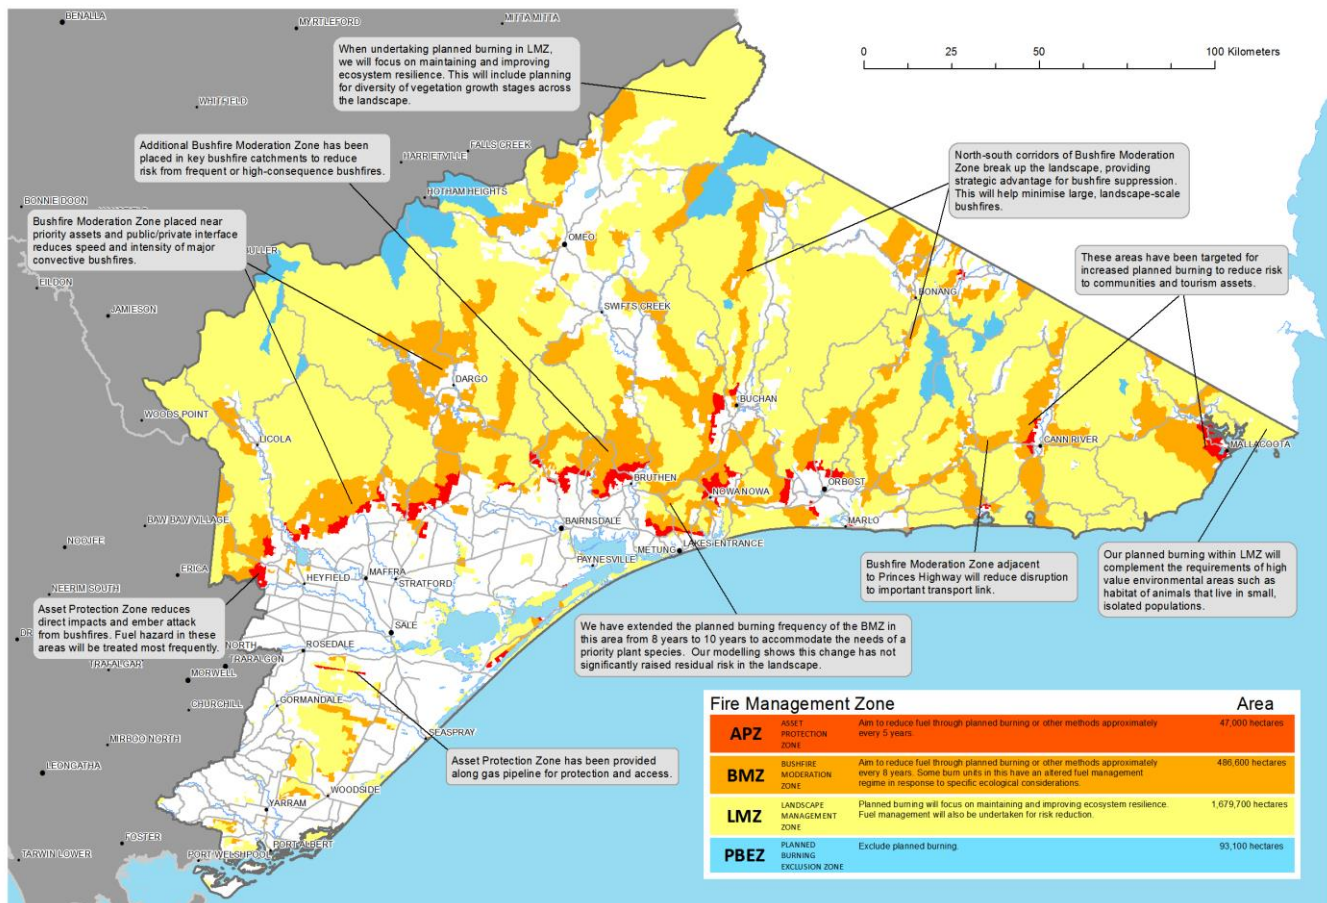 BENALLA
MYRTLEFORD
MITTA MITTA
0 25 50 100 Kilometers
When undertaking planned burning in LMZ,
we will focus on maintaining and improving
ecosystem resilience. This will include planning
for diversity of vegetation growth stages across
the landscape.
WHITFIELD
FALLS CREEK
HARRIETVILLE
Additional Bushfire Moderation Zone has been
placed in key bushfire catchments to reduce
risk from frequent or high-consequence bushfires.
North-south corridors of Bushfire Moderation
Zone break up the landscape, providing
strategic advantage for bushfire suppression.
This will help minimise large, landscape-scale
bushfires.
HOTHAM HEIGHTS
BONNIE DOON
Bushfire Moderation Zone placed near
priority assets and public/private interface
reduces speed and intensity of major
convective bushfires.
OMEO
These areas have been targeted for
increased planned burning to reduce risk
to communities and tourism assets.
EILDON
BONANG
JAMIESON
SWIFTS CREEK
DARGO
BUCHAN
WOODS POINT
LICOLA
CANN RIVER
MALLACOOTA
BRUTHEN
ORBOST
NOWA NOWA
BAW BAW VILLAGE
BAIRNSDALE
MARLO
NOOJEE
LAKES ENTRANCE
METUNG
PAYNESVILLE
ERICA
HEYFIELD
MAFFRA
STRATFORD
NEERIM SOUTH
Bushfire Moderation Zone adjacent
to Princes Highway will reduce disruption
to important transport link.
Our planned burning within LMZ will
complement the requirements of high
value environmental areas such as
habitat of animals that live in small,
isolated populations.
Asset Protection Zone reduces
direct impacts and ember attack
from bushfires. Fuel hazard in these
areas will be treated most frequently.
We have extended the planned burning frequency of the BMZ in
this area from 8 years to 10 years to accommodate the needs of a
priority plant species. Our modelling shows this change has not
significantly raised residual risk in the landscape.
SALE
NORTH
ROSEDALE
TRAFALGAR
TRARALGON
MORWELL
CHURCHILL
GORMANDALE
MIRBOO NORTH
SEASPRAY
LEONGATHA
Asset Protection Zone has been provided
along gas pipeline for protection and access.
WOODSIDE
YARRAM
FOSTER
PORT ALBERT
TARWIN LOWER
PORT WELSHPOOL
Fire Management Zone Area
APZ ASSET PROTECTION ZONE
Aim to reduce fuel through planned burning or other methods approximately
every 5 years.
47,000 hectares
BMZ BUSHFIRE MODERATION ZONE
Aim to reduce fuel through planned burning or other methods approximately
every 8 years. Some burn units in this have an altered fuel management
regime in response to specific ecological considerations.
486,600 hectares
LMZ LANDSCAPE MANAGEMENT ZONE
Planned burning will focus on maintaining and improving ecosystem resilience.
Fuel management will also be undertaken for risk reduction.
1,679,700 hectares
PBEZ PLANNED BURNING EXCLUSION ZONE
Exclude planned burning.
93,100 hectares